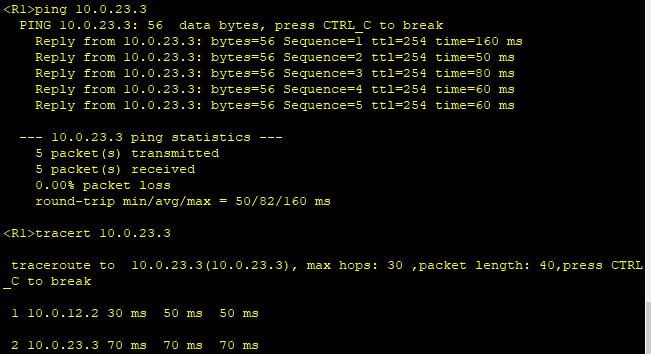 <R1>ping 10.0.23.3
PING 10.0.23.3: 56  data bytes, press CTRL_C to break
Reply from 10.0.23.3: bytes=56 Sequence=1 ttl=254 time=160 ms
Reply from 10.0.23.3: bytes=56 Sequence=2 ttl=254 time=50 ms
Reply from 10.0.23.3: bytes=56 Sequence=3 ttl=254 time=80 ms
Reply from 10.0.23.3: bytes=56 Sequence=4 ttl=254 time=60 ms
Reply from 10.0.23.3: bytes=56 Sequence=5 ttl=254 time=60 ms
--- 10.0.23.3 ping statistics ---
5 packet(s) transmitted
5 packet(s) received
0.00% packet loss
round-trip min/avg/max = 50/82/160 ms
<R1>tracert 10.0.23.3
traceroute to  10.0.23.3(10.0.23.3), max hops: 30 ,packet length: 40,press CTRL
_C to break
1 10.0.12.2 30 ms  50 ms  50 ms
2 10.0.23.3 70 ms  70 ms  70 ms